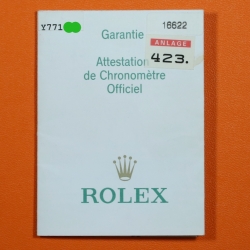 Y771
16622
Garantie
ANLAGE
423.
Attestation
de Chronomètre
Officiel
ROLEX